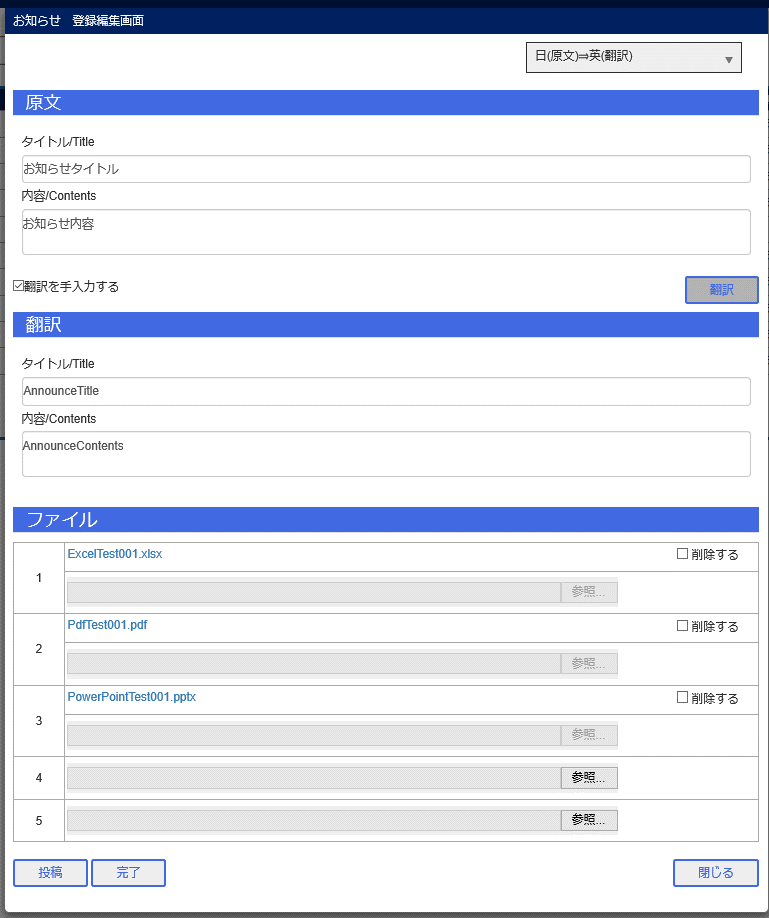 お知らせ　登録編集画面
日(原文)⇒英(翻訳)
原文
タイトル/Title
お知らせタイトル
内容/Contents
お知らせ内容
翻訳を手入力する
翻訳
翻訳
タイトル/Title
AnnounceTitle
内容/Contents
AnnounceContents
ファイル
1 ExcelTest001.xlsx 削除する
参照...
2 PdfTest001.pdf 削除する
参照...
3 PowerPointTest001.pptx 削除する
参照...
4 参照...
5 参照...
投稿 完了 閉じる